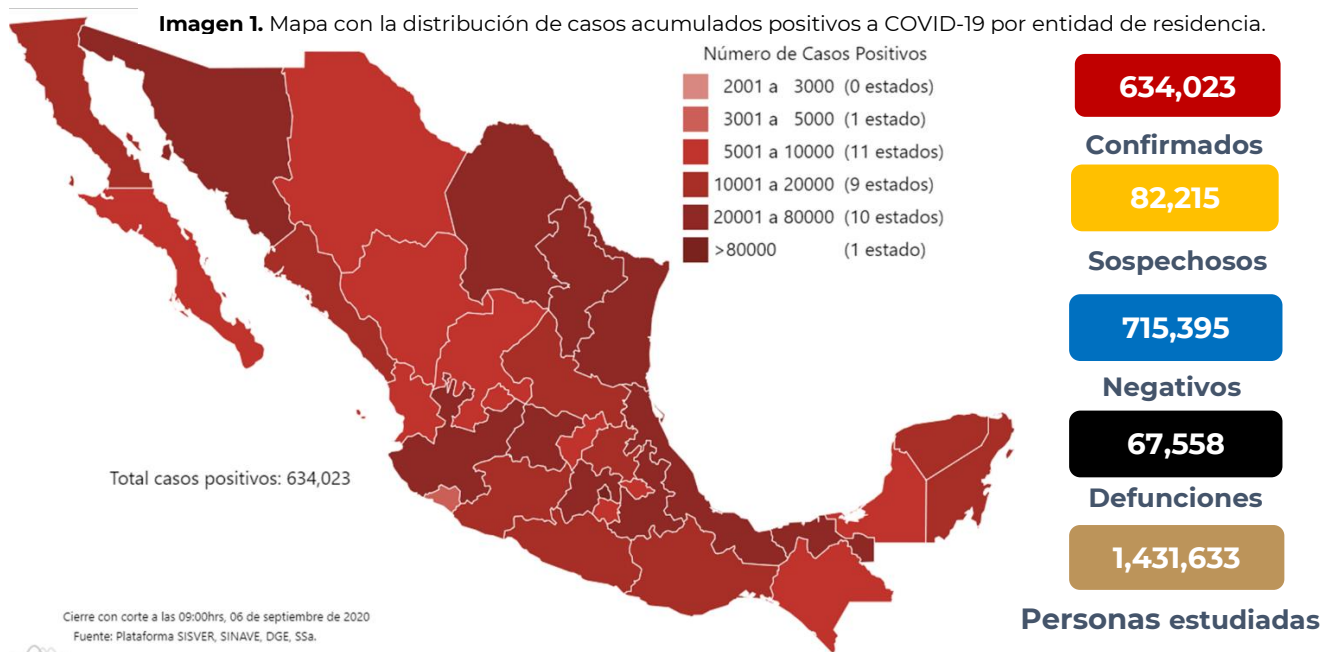 Imagen 1. Mapa con la distribución de casos acumulados positivos a COVID-19 por entidad de residencia.
Número de Casos Positivos
2001 a 3000 (0 estados)
3001 a 5000 (1 estado)
5001 a 10000 (11 estados)
10001 a 20000 (9 estados)
20001 a 80000 (10 estados)
>80000 (1 estado)
634,023
Confirmados
82,215
Sospechosos
715,395
Negativos
67,558
Defunciones
1,431,633
Personas estudiadas
Total casos positivos: 634,023
Cierre con corte a las 09:00hrs, 06 de septiembre de 2020
Fuente: Plataforma SISVER, SINAVE, DGE, SSa.